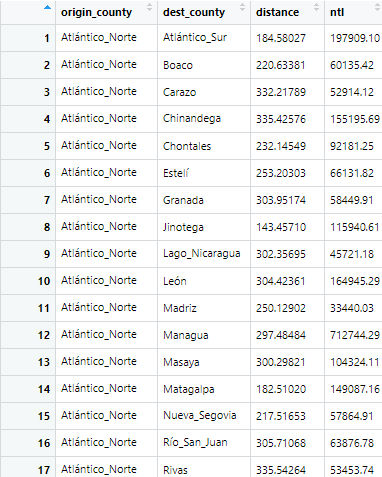 origin_county dest_county distance ntl
1 Atlántico_Norte Atlántico_Sur 184.58027 197909.10
2 Atlántico_Norte Boaco 220.63381 60135.42
3 Atlántico_Norte Carazo 332.21789 52914.12
4 Atlántico_Norte Chinandega 335.42576 155195.69
5 Atlántico_Norte Chontales 232.14549 92181.25
6 Atlántico_Norte Estelí 253.20303 66131.82
7 Atlántico_Norte Granada 303.95174 58449.91
8 Atlántico_Norte Jinotega 143.45710 115940.61
9 Atlántico_Norte Lago_Nicaragua 302.35695 45721.18
10 Atlántico_Norte León 304.42361 164945.29
11 Atlántico_Norte Madriz 250.12902 33440.03
12 Atlántico_Norte Managua 297.48484 712744.29
13 Atlántico_Norte Masaya 300.29821 104324.11
14 Atlántico_Norte Matagalpa 182.51020 149087.16
15 Atlántico_Norte Nueva_Segovia 217.51653 57864.91
16 Atlántico_Norte Río_San_Juan 305.71068 63876.78
17 Atlántico_Norte Rivas 335.54264 53453.74